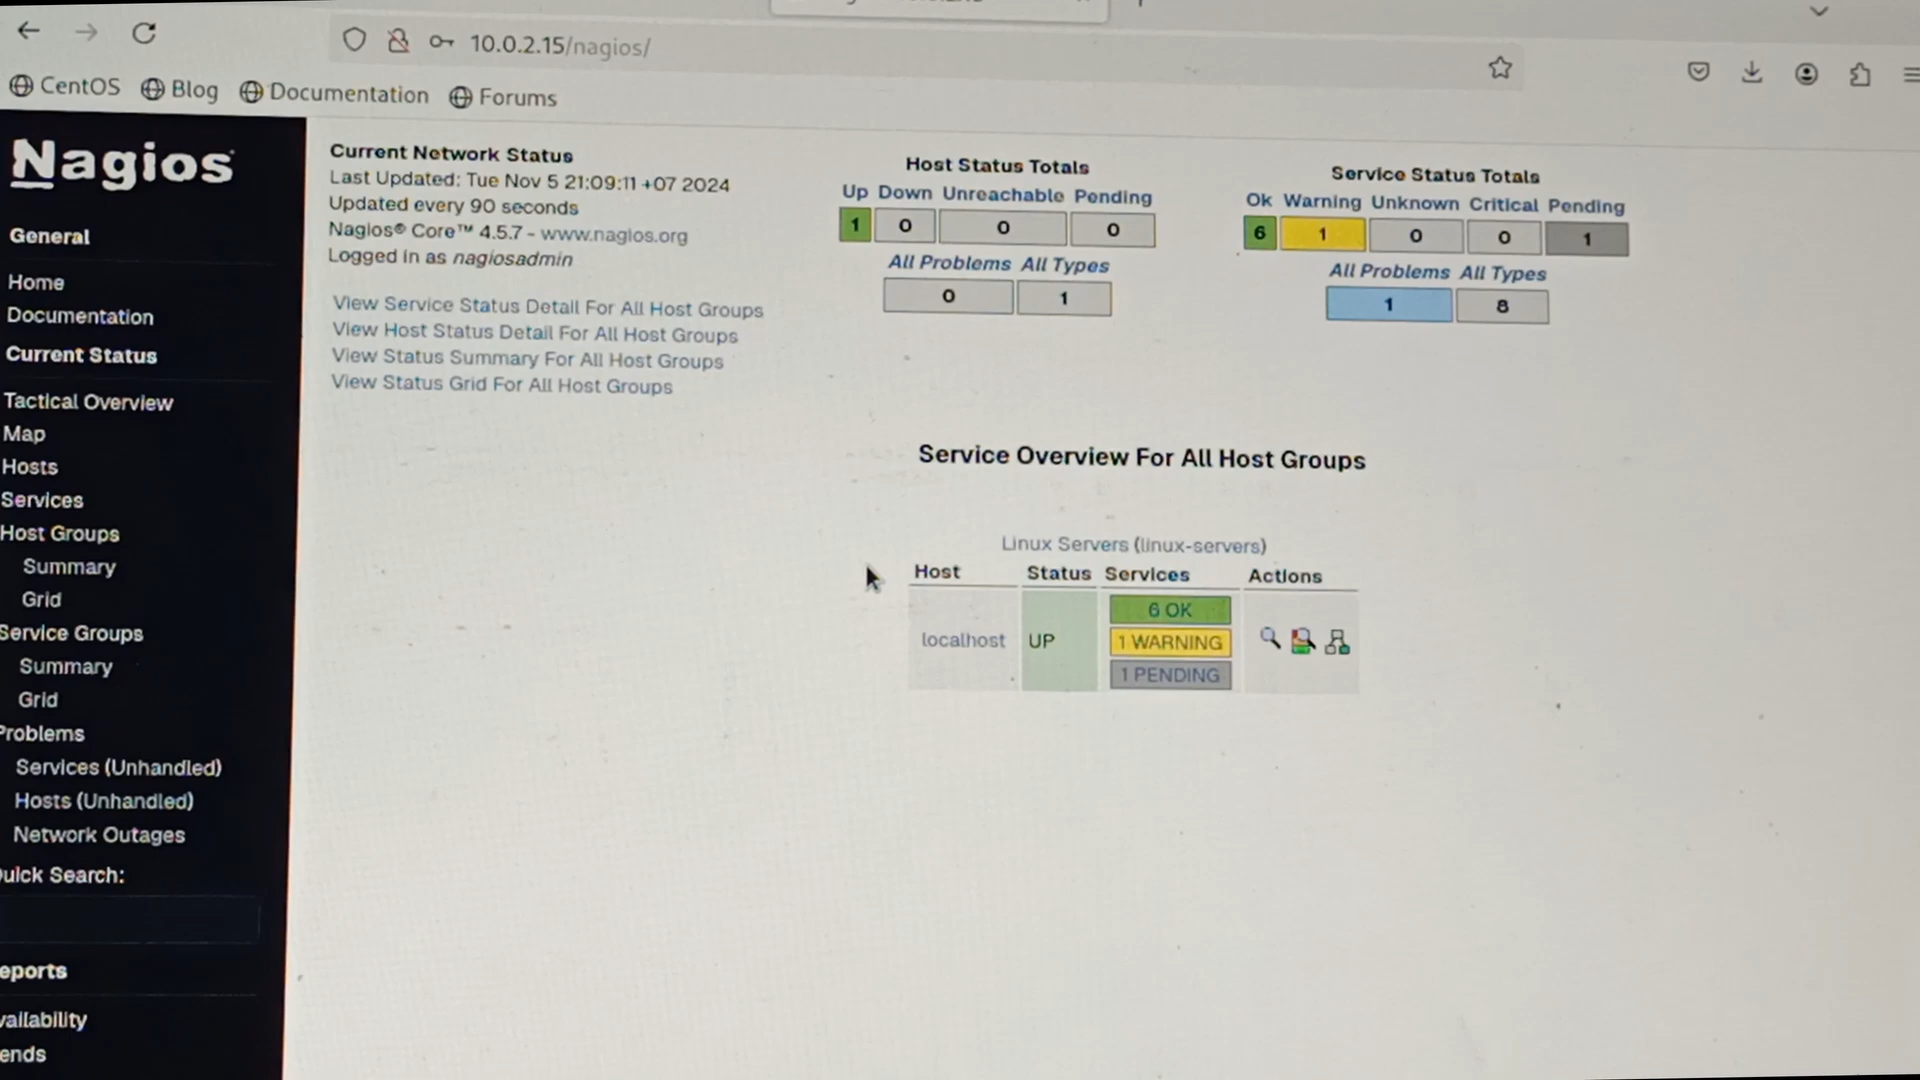 10.0.2.15/nagios/
CentOS Blog Documentation Forums
Nagios
General
Home
Documentation
Current Status
Tactical Overview
Map
Hosts
Services
Host Groups
Summary
Grid
Service Groups
Summary
Grid
Problems
Services (Unhandled)
Hosts (Unhandled)
Network Outages
uick Search:
eports
vailability
ends
Current Network Status
Last Updated: Tue Nov 5 21:09:11 +07 2024
Updated every 90 seconds
Nagios® Core™ 4.5.7 - www.nagios.org
Logged in as nagiosadmin
View Service Status Detail For All Host Groups
View Host Status Detail For All Host Groups
View Status Summary For All Host Groups
View Status Grid For All Host Groups
Host Status Totals
Up Down Unreachable Pending
1 0 0 0
All Problems All Types
0 1
Service Status Totals
Ok Warning Unknown Critical Pending
6 1 0 0 1
All Problems All Types
1 8
Service Overview For All Host Groups
Linux Servers (linux-servers)
Host Status Services Actions
localhost UP
6 OK
1 WARNING
1 PENDING